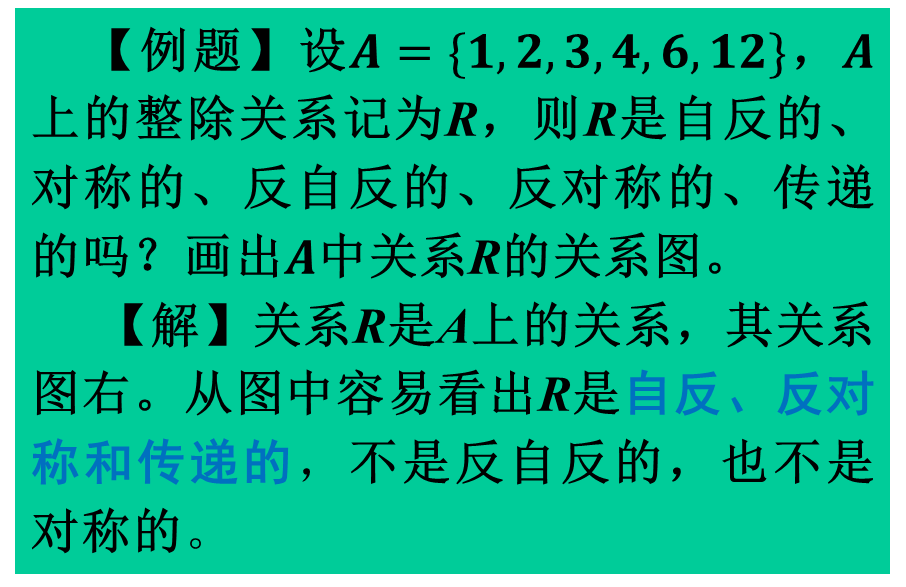 【例题】设A = {1, 2, 3, 4, 6, 12}，A
上的整除关系记为R，则R是自反的、
对称的、反自反的、反对称的、传递
的吗？画出A中关系R的关系图。
【解】关系R是A上的关系，其关系
图右。从图中容易看出R是自反、反对
称和传递的，不是反自反的，也不是
对称的。